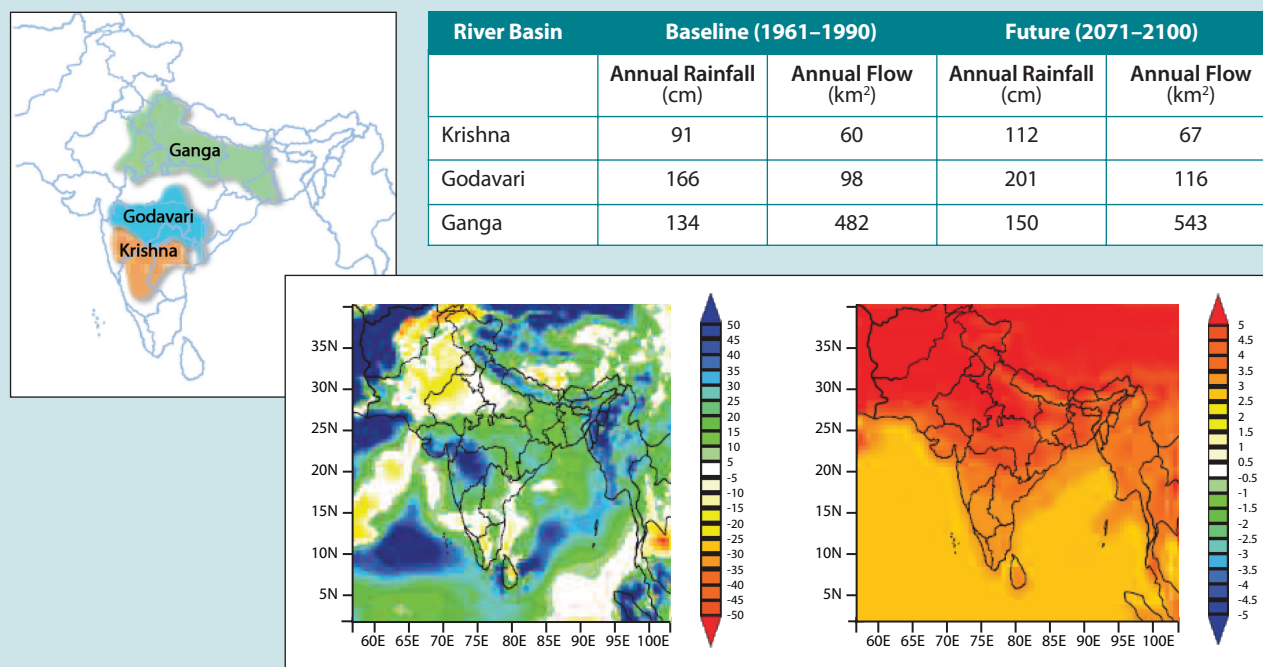 Ganga
Godavari
Krishna
River Basin Baseline (1961–1990) Future (2071–2100)
Annual Rainfall (cm) Annual Flow (km²) Annual Rainfall (cm) Annual Flow (km²)
Krishna 91 60 112 67
Godavari 166 98 201 116
Ganga 134 482 150 543
35N
30N
25N
20N
15N
10N
5N
60E 65E 70E 75E 80E 85E 90E 95E 100E
50
45
40
35
30
25
20
15
10
5
-5
-10
-15
-20
-25
-30
-35
-40
-45
-50
35N
30N
25N
20N
15N
10N
5N
60E 65E 70E 75E 80E 85E 90E 95E 100E
5
4.5
4
3.5
3
2.5
2
1.5
1
0.5
-0.5
-1
-1.5
-2
-2.5
-3
-3.5
-4
-4.5
-5